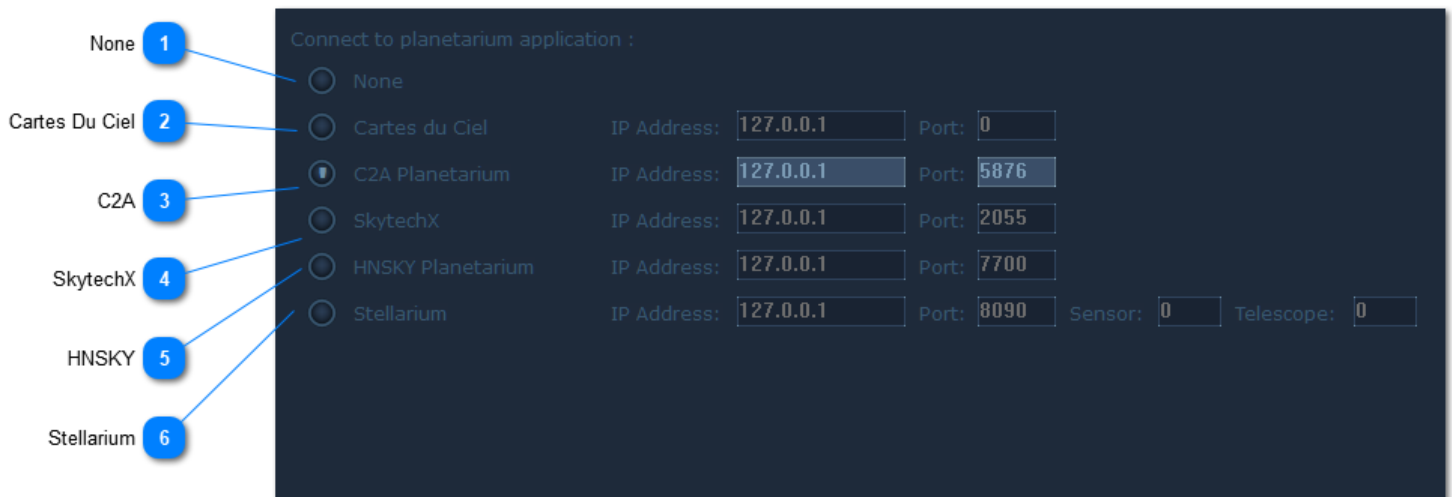 Connect to planetarium application :
None 1
None
Cartes Du Ciel 2
Cartes du Ciel IP Address: 127.0.0.1 Port: 0
C2A 3
C2A Planetarium IP Address: 127.0.0.1 Port: 5876
SkytechX IP Address: 127.0.0.1 Port: 2055
SkytechX 4
HNSKY Planetarium IP Address: 127.0.0.1 Port: 7700
Stellarium IP Address: 127.0.0.1 Port: 8090 Sensor: 0 Telescope: 0
HNSKY 5
Stellarium 6